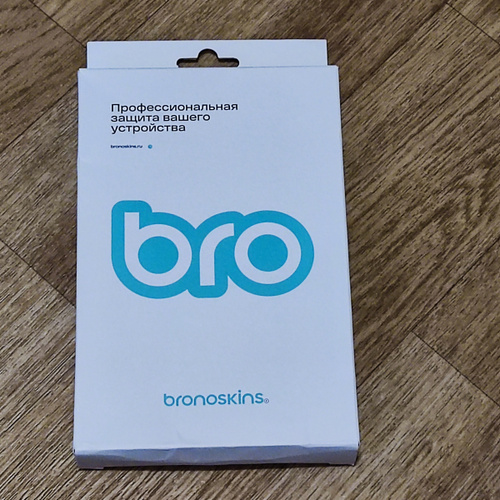 Профессиональная
защита вашего
устройства
bronoskins.ru
bro
bronoskins®